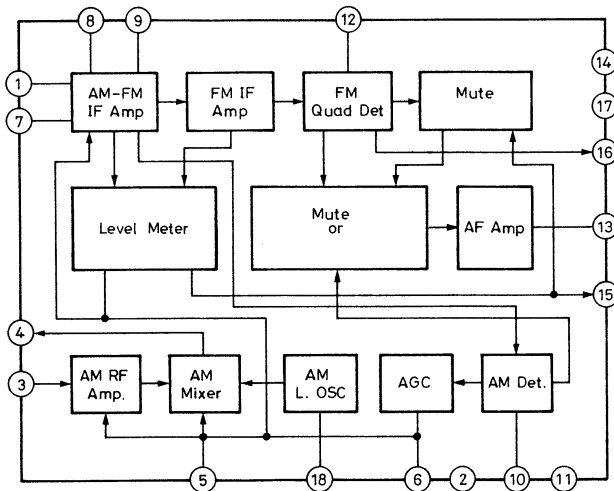 8 9 12
14
1
AM-FM
IF Amp
FM IF
Amp
FM
Quad Det
Mute
17
7
16
Level Meter
Mute
or
AF Amp
13
15
4
3
AM RF
Amp.
AM
Mixer
AM
L. OSC
AGC
AM Det.
5 18 6 2 10 11